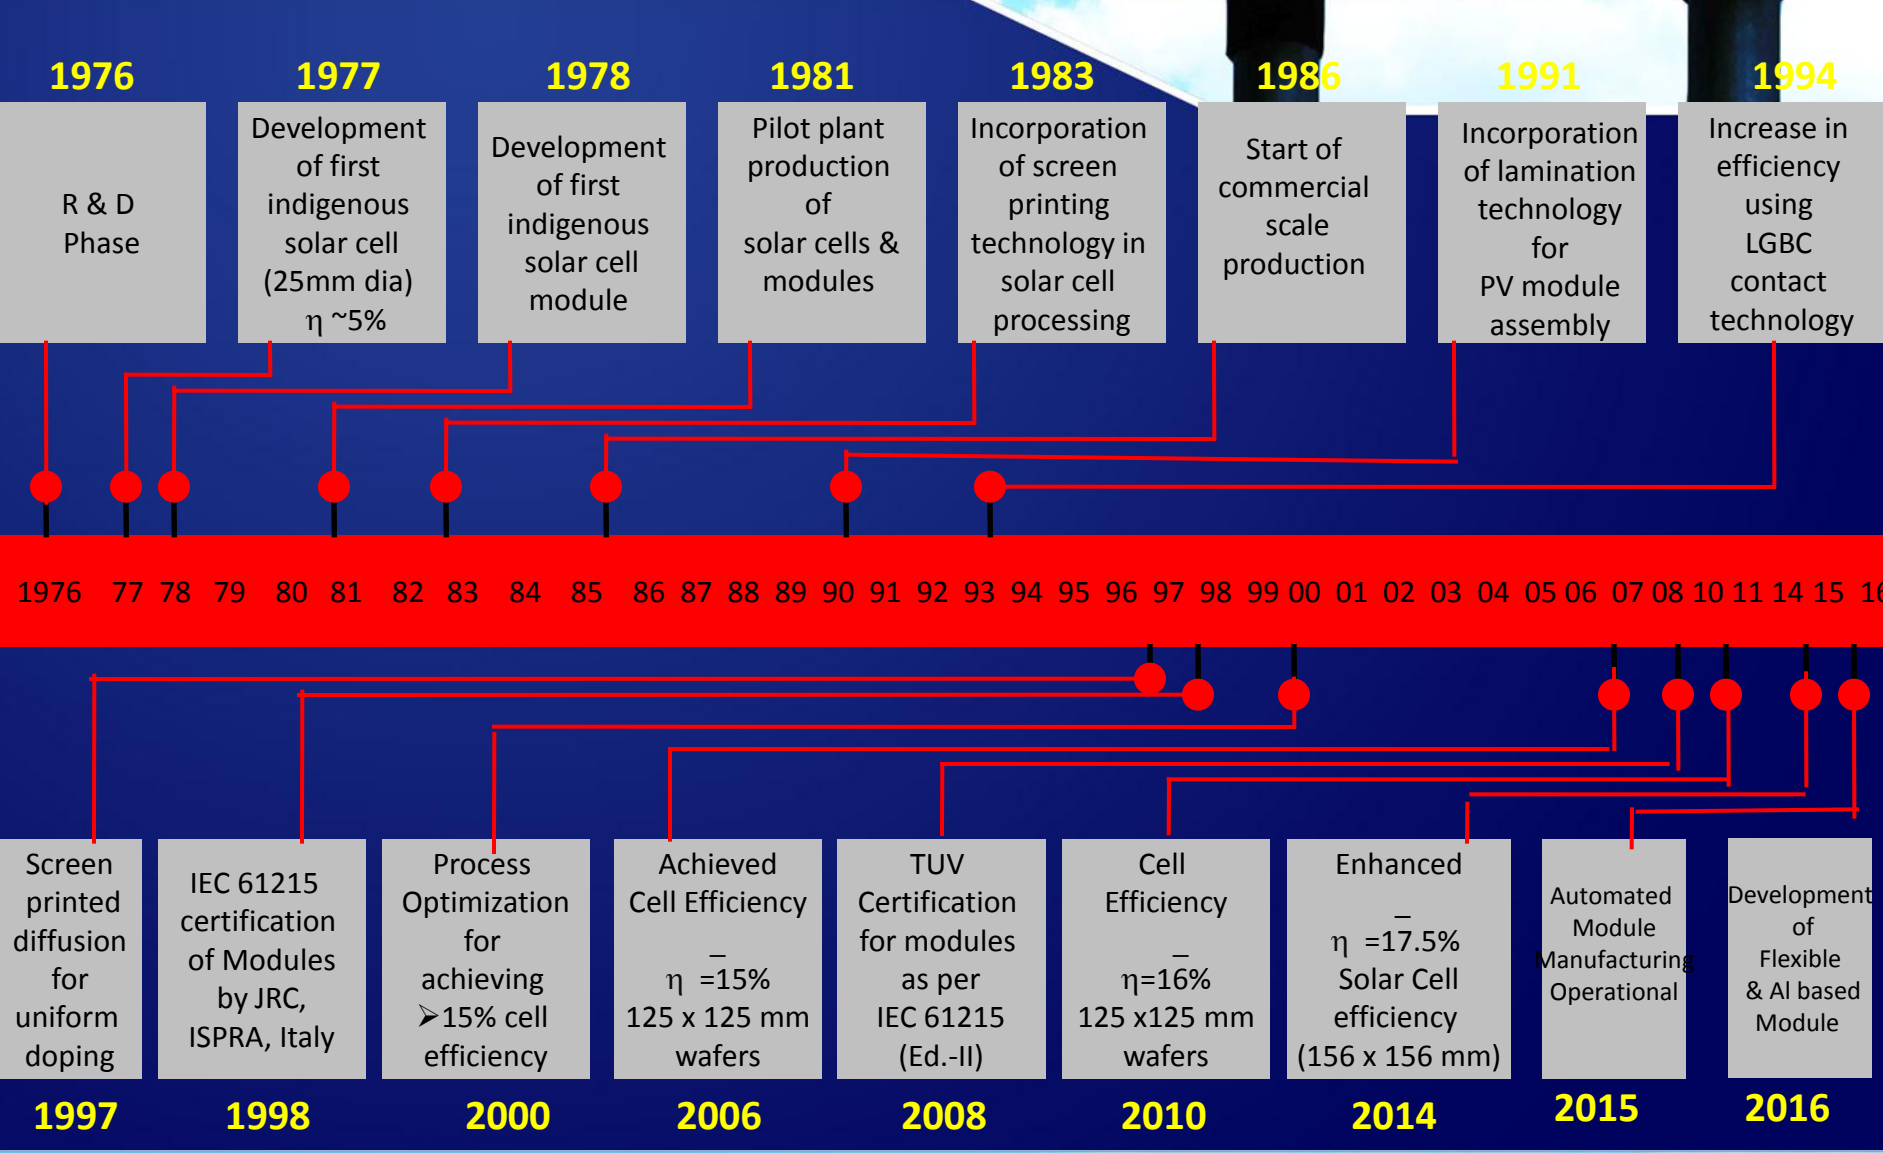 1976
R & D
Phase
1977
Development
of first
indigenous
solar cell
(25mm dia)
η ~5%
1978
Development
of first
indigenous
solar cell
module
1981
Pilot plant
production
of
solar cells &
modules
1983
Incorporation
of screen
printing
technology in
solar cell
processing
1986
Start of
commercial
scale
production
1991
Incorporation
of lamination
technology
for
PV module
assembly
1994
Increase in
efficiency
using
LGBC
contact
technology
1976 77 78 79 80 81 82 83 84 85 86 87 88 89 90 91 92 93 94 95 96 97 98 99 00 01 02 03 04 05 06 07 08 10 11 14 15 16
Screen
printed
diffusion
for
uniform
doping
1997
IEC 61215
certification
of Modules
by JRC,
ISPRA, Italy
1998
Process
Optimization
for
achieving
➢15% cell
efficiency
2000
Achieved
Cell Efficiency
_
η =15%
125 x 125 mm
wafers
2006
TUV
Certification
for modules
as per
IEC 61215
(Ed.-II)
2008
Cell
Efficiency
_
η=16%
125 x125 mm
wafers
2010
Enhanced
_
η =17.5%
Solar Cell
efficiency
(156 x 156 mm)
2014
Automated
Module
Manufacturing
Operational
2015
Development
of
Flexible
& Al based
Module
2016